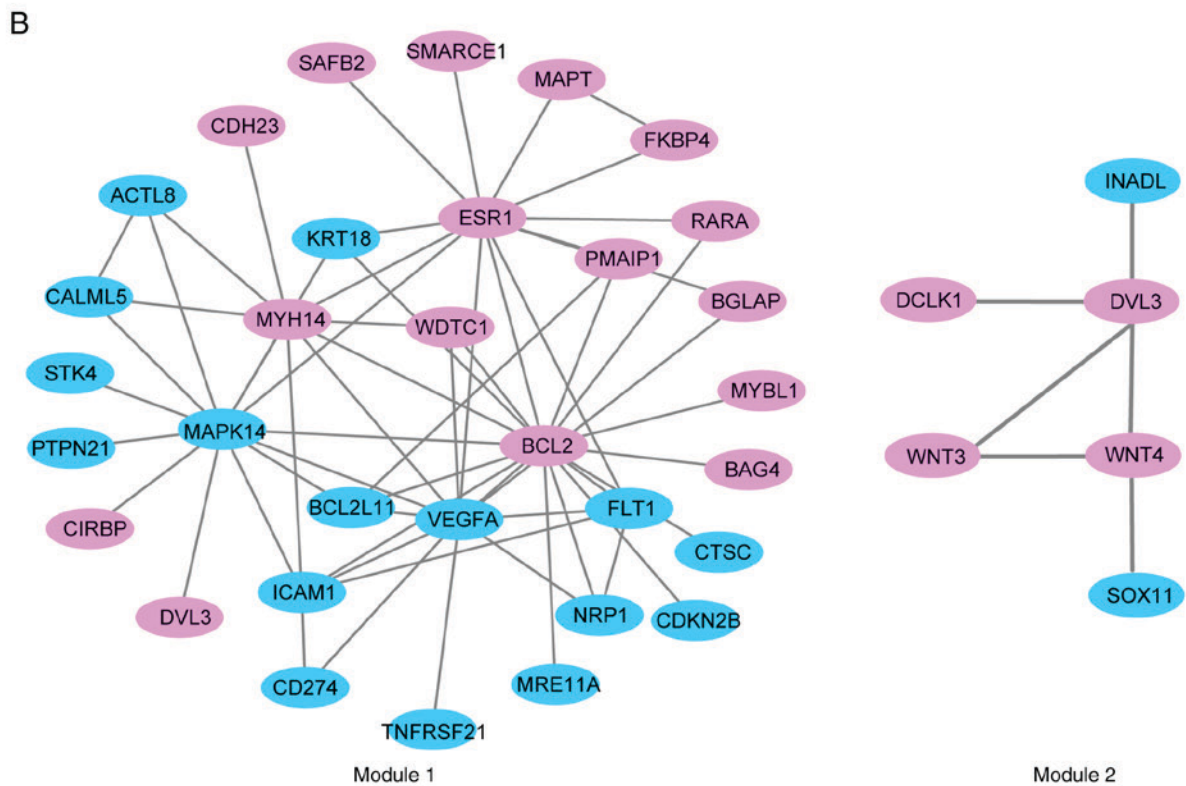 B
SMARCE1
SAFB2
MAPT
CDH23
FKBP4
INADL
ACTL8
ESR1
RARA
KRT18
PMAIP1
CALML5
BGLAP
DCLK1
DVL3
MYH14
WDTC1
STK4
MYBL1
MAPK14
PTPN21
BCL2
WNT3
WNT4
BAG4
BCL2L11
VEGFA
FLT1
CIRBP
CTSC
ICAM1
SOX11
DVL3
NRP1
CDKN2B
CD274
MRE11A
TNFRSF21
Module 1
Module 2